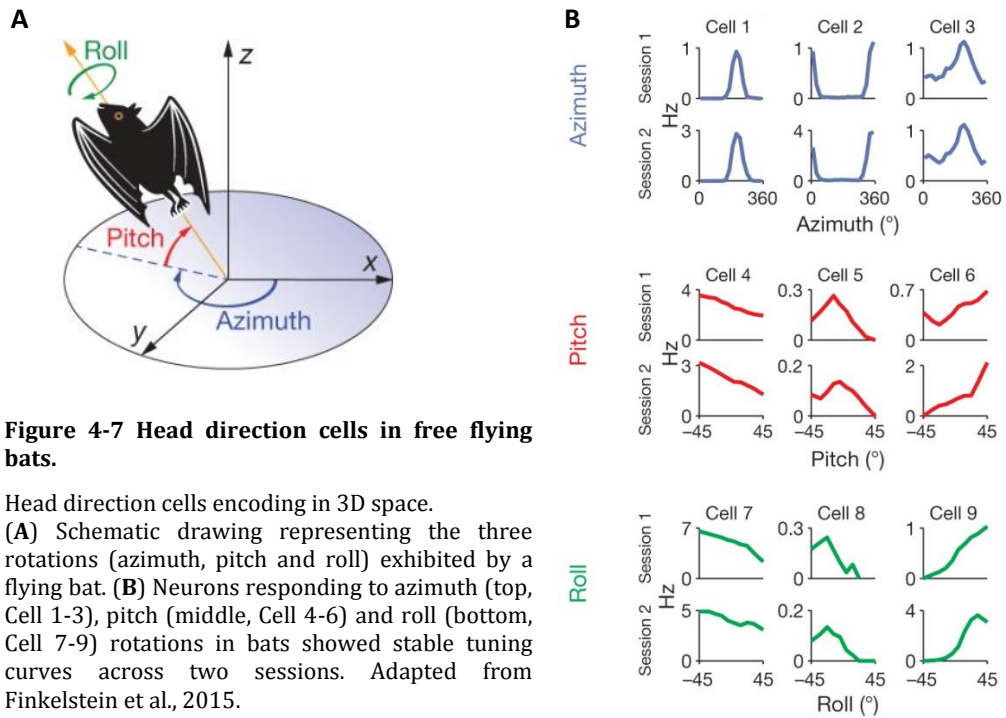 A
Roll
z
Pitch
x
y
Azimuth
Figure 4-7 Head direction cells in free flying
bats.
Head direction cells encoding in 3D space.
(A) Schematic drawing representing the three
rotations (azimuth, pitch and roll) exhibited by a
flying bat. (B) Neurons responding to azimuth (top,
Cell 1-3), pitch (middle, Cell 4-6) and roll (bottom,
Cell 7-9) rotations in bats showed stable tuning
curves across two sessions. Adapted from
Finkelstein et al., 2015.
B
Cell 1 Cell 2 Cell 3
Azimuth
Session 1
Hz
1 1 1
0 0 0
Session 2
3 4 1
0 0 0
0 360 0 360 0 360
Azimuth (°)
Cell 4 Cell 5 Cell 6
Pitch
Session 1
Hz
4 0.3 0.7
0 0 0
Session 2
3 0.2 2
0 0 0
−45 45 −45 45 −45 45
Pitch (°)
Cell 7 Cell 8 Cell 9
Roll
Session 1
Hz
7 0.3 1
0 0 0
Session 2
5 0.2 4
0 0 0
−45 45 −45 45 −45 45
Roll (°)